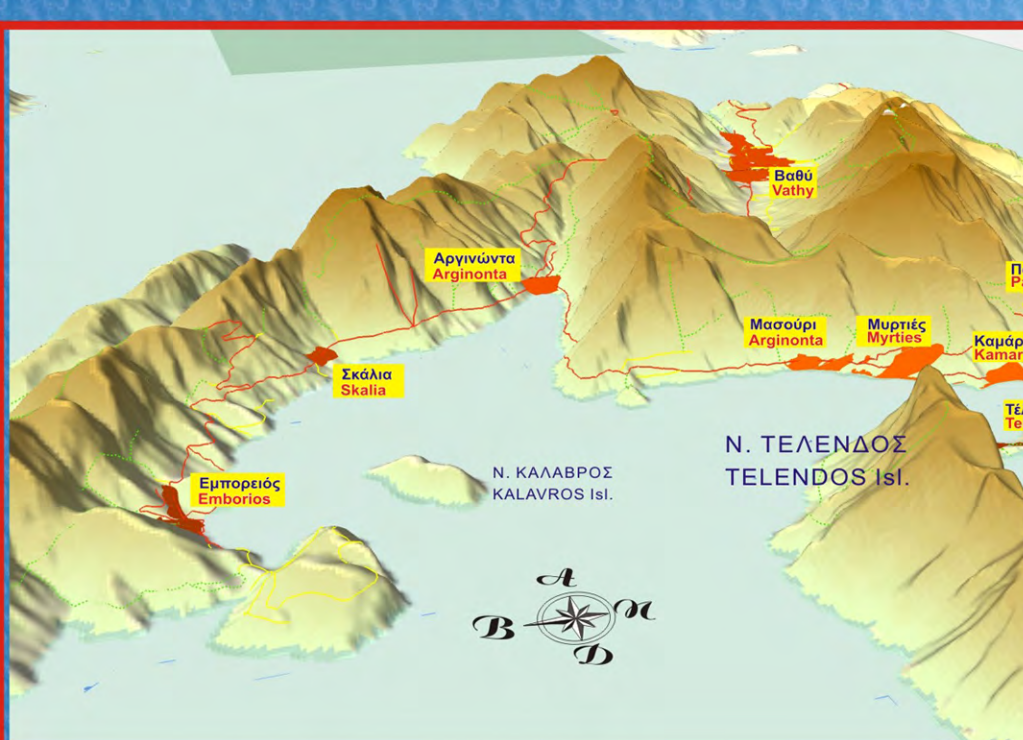 Βαθύ
Vathy
Αργινώντα
Arginonta
Μασούρι
Arginonta
Μυρτιές
Myrties
Σκάλια
Skalia
Ν. ΤΕΛΕΝΔΟΣ
TELENDOS Isl.
Ν. ΚΑΛΑΒΡΟΣ
KALAVROS Isl.
Εμπορειός
Emborios
Α
Β
Ν
D